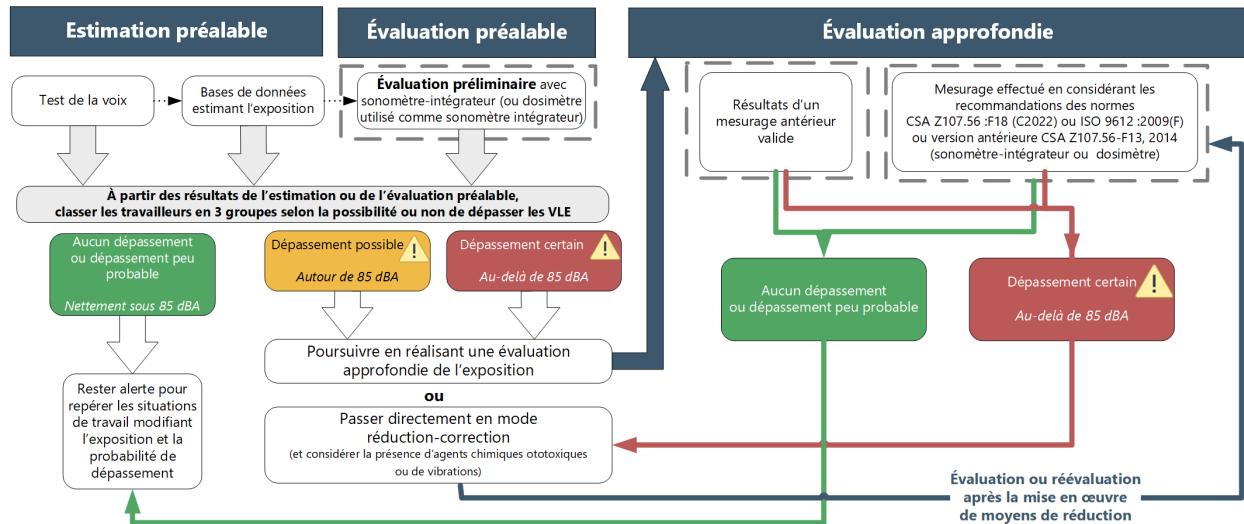 Estimation préalable
Évaluation préalable
Évaluation approfondie
Test de la voix
Bases de données
estimant l'exposition
Évaluation préliminaire avec
sonomètre-intégrateur (ou dosimètre
utilisé comme sonomètre intégrateur)
Résultats d'un
mesurage antérieur
valide
Mesurage effectué en considérant les
recommandations des normes
CSA Z107.56 :F18 (C2022) ou ISO 9612 :2009(F)
ou version antérieure CSA Z107.56-F13, 2014
(sonomètre-intégrateur ou dosimètre)
À partir des résultats de l'estimation ou de l'évaluation préalable,
classer les travailleurs en 3 groupes selon la possibilité ou non de dépasser les VLE
Aucun dépassement
ou dépassement peu
probable
Nettement sous 85 dBA
Dépassement possible
!
Autour de 85 dBA
Dépassement certain
!
Au-delà de 85 dBA
Aucun dépassement
ou dépassement peu probable
Dépassement certain
!
Au-delà de 85 dBA
Poursuivre en réalisant une évaluation
approfondie de l'exposition
ou
Passer directement en mode
réduction-correction
(et considérer la présence d'agents chimiques ototoxiques
ou de vibrations)
Rester alerte pour
repérer les situations
de travail modifiant
l'exposition et la
probabilité de
dépassement
Évaluation ou réévaluation
après la mise en œuvre
de moyens de réduction